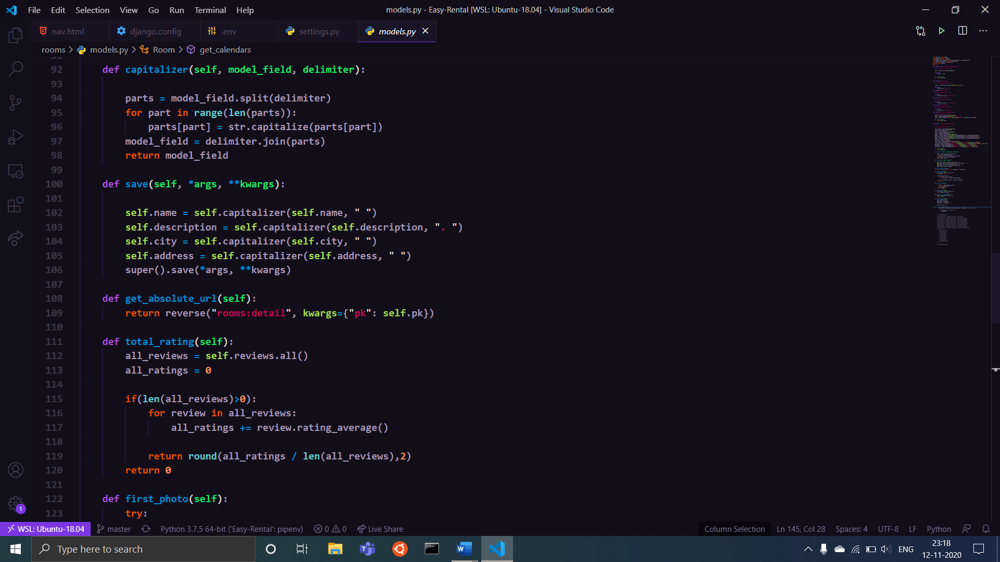 File Edit Selection View Go Run Terminal Help
models.py - Easy-Rental [WSL: Ubuntu-18.04] - Visual Studio Code
nav.html django.config .env settings.py models.py
rooms > models.py > Room > get_calendars
91
92 def capitalizer(self, model_field, delimiter):
93
94 parts = model_field.split(delimiter)
95 for part in range(len(parts)):
96 parts[part] = str.capitalize(parts[part])
97 model_field = delimiter.join(parts)
98 return model_field
99
100 def save(self, *args, **kwargs):
101
102 self.name = self.capitalizer(self.name, " ")
103 self.description = self.capitalizer(self.description, ". ")
104 self.city = self.capitalizer(self.city, " ")
105 self.address = self.capitalizer(self.address, " ")
106 super().save(*args, **kwargs)
107
108 def get_absolute_url(self):
109 return reverse("rooms:detail", kwargs={"pk": self.pk})
110
111 def total_rating(self):
112 all_reviews = self.reviews.all()
113 all_ratings = 0
114
115 if(len(all_reviews)>0):
116 for review in all_reviews:
117 all_ratings += review.rating_average()
118
119 return round(all_ratings / len(all_reviews),2)
120 return 0
121
122 def first_photo(self):
123 try:
1
WSL: Ubuntu-18.04 master Python 3.7.5 64-bit ('Easy-Rental': pipenv) 0 0 Live Share Column Selection Ln 145, Col 28 Spaces: 4 UTF-8 LF Python
Type here to search
ENG
23:18
12-11-2020